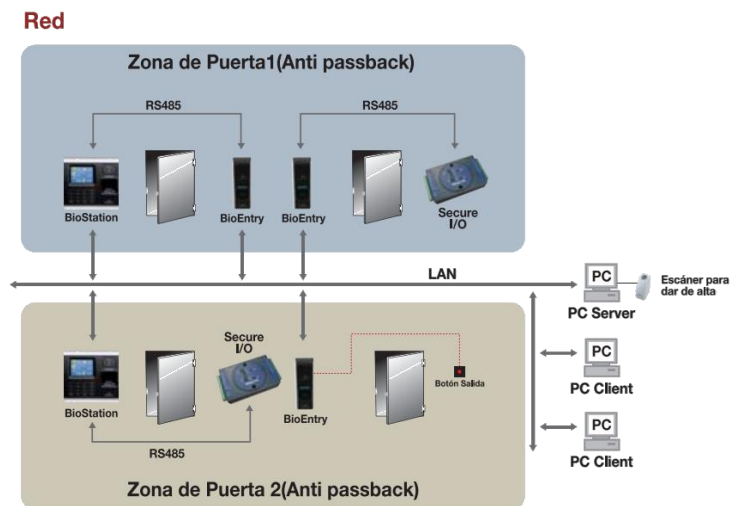 Red
Zona de Puerta1(Anti passback)
RS485
RS485
BioStation
BioEntry
BioEntry
Secure
I/O
LAN
PC
Escáner para
dar de alta
PC Server
Secure
I/O
PC
BioStation
BioEntry
Botón Salida
PC Client
RS485
PC
PC Client
Zona de Puerta 2(Anti passback)